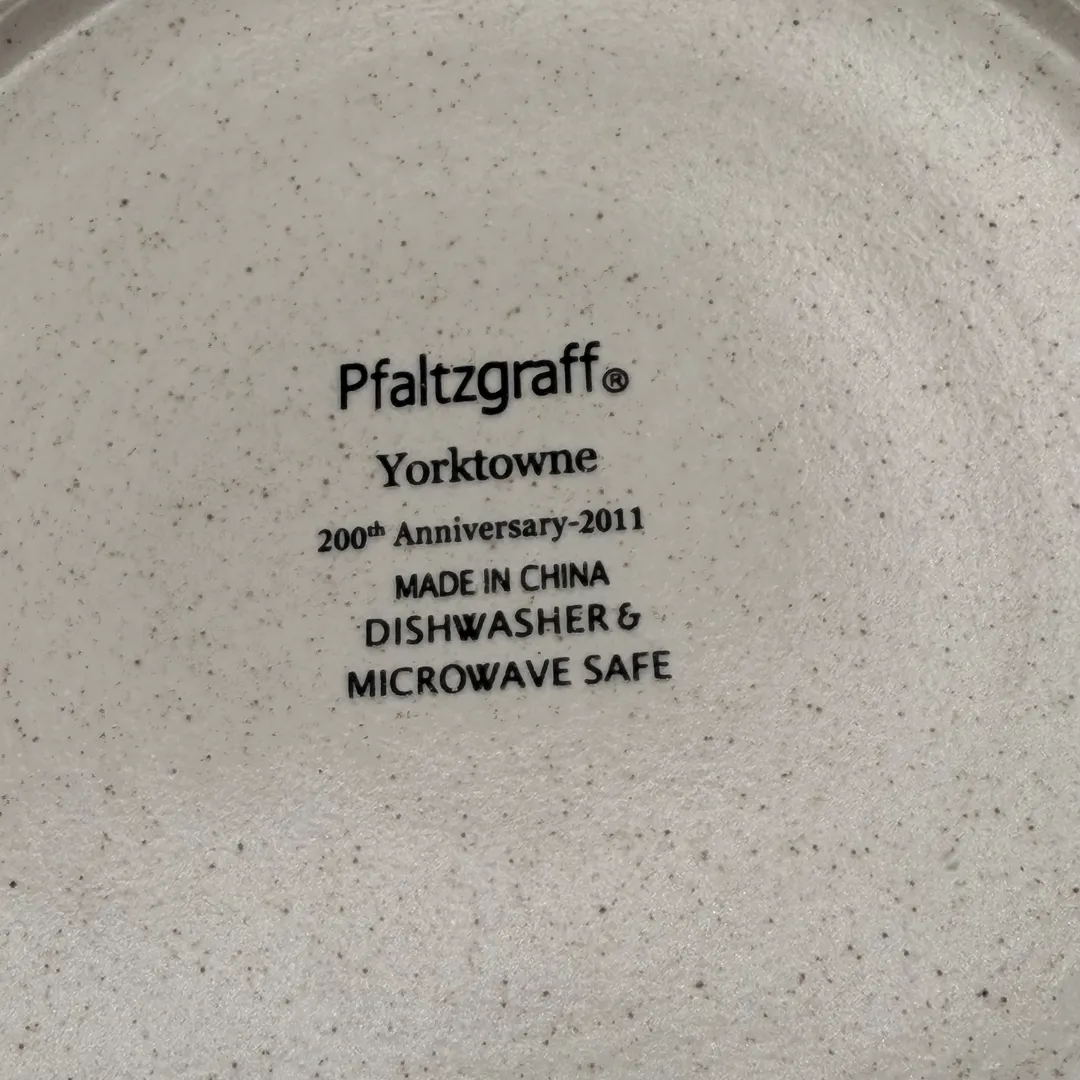 Pfaltzgraff®
Yorktowne
200th Anniversary-2011
MADE IN CHINA
DISHWASHER &
MICROWAVE SAFE